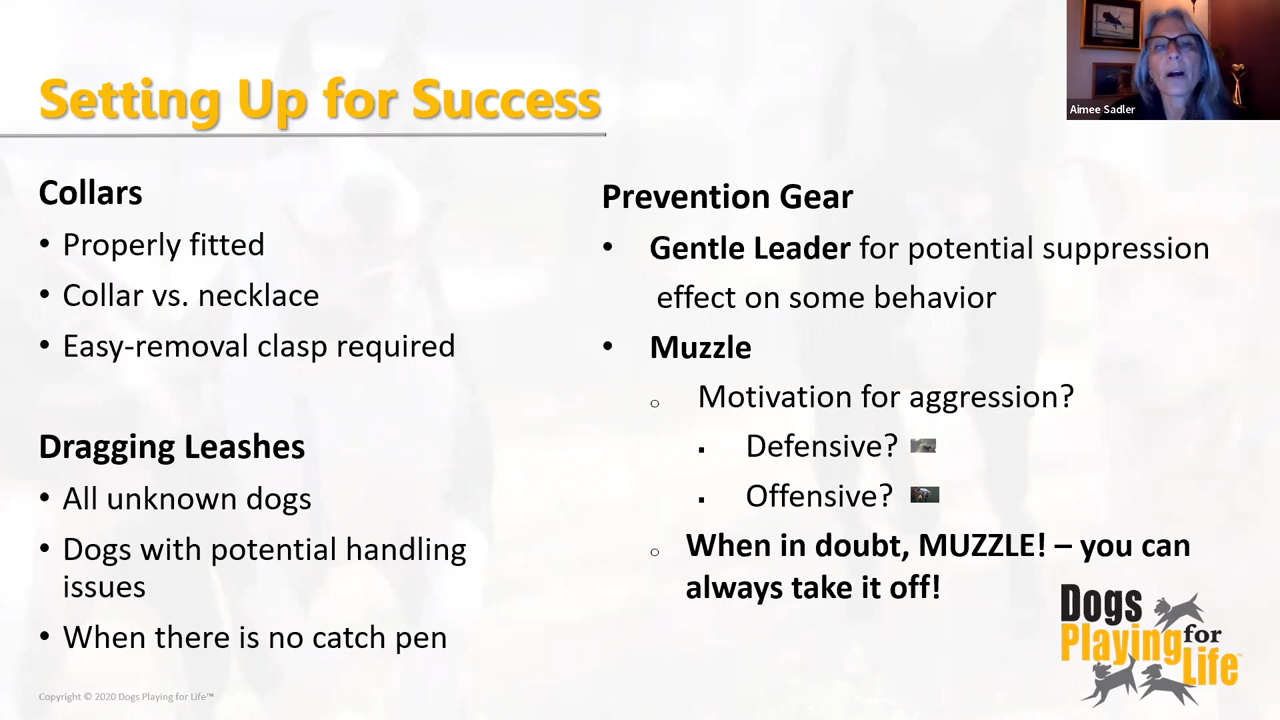 Setting Up for Success
Aimee Sadler
Collars
• Properly fitted
• Collar vs. necklace
• Easy-removal clasp required
Dragging Leashes
• All unknown dogs
• Dogs with potential handling
issues
• When there is no catch pen
Prevention Gear
• Gentle Leader for potential suppression
effect on some behavior
• Muzzle
○ Motivation for aggression?
▪ Defensive?
▪ Offensive?
○ When in doubt, MUZZLE! – you can
always take it off!
Dogs
Playing for
Life™
Copyright © 2020 Dogs Playing for Life™